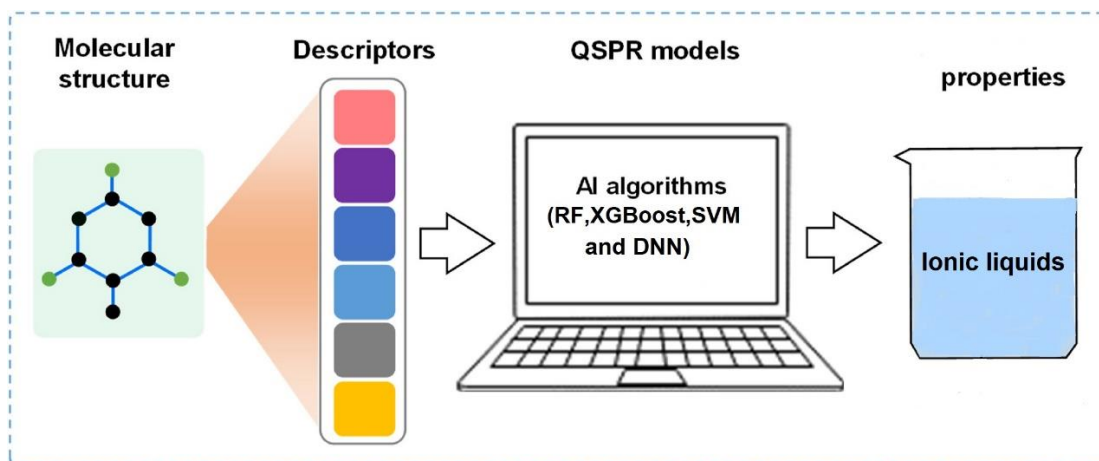 Molecular
structure
Descriptors
QSPR models
properties
AI algorithms
(RF,XGBoost,SVM
and DNN)
Ionic liquids